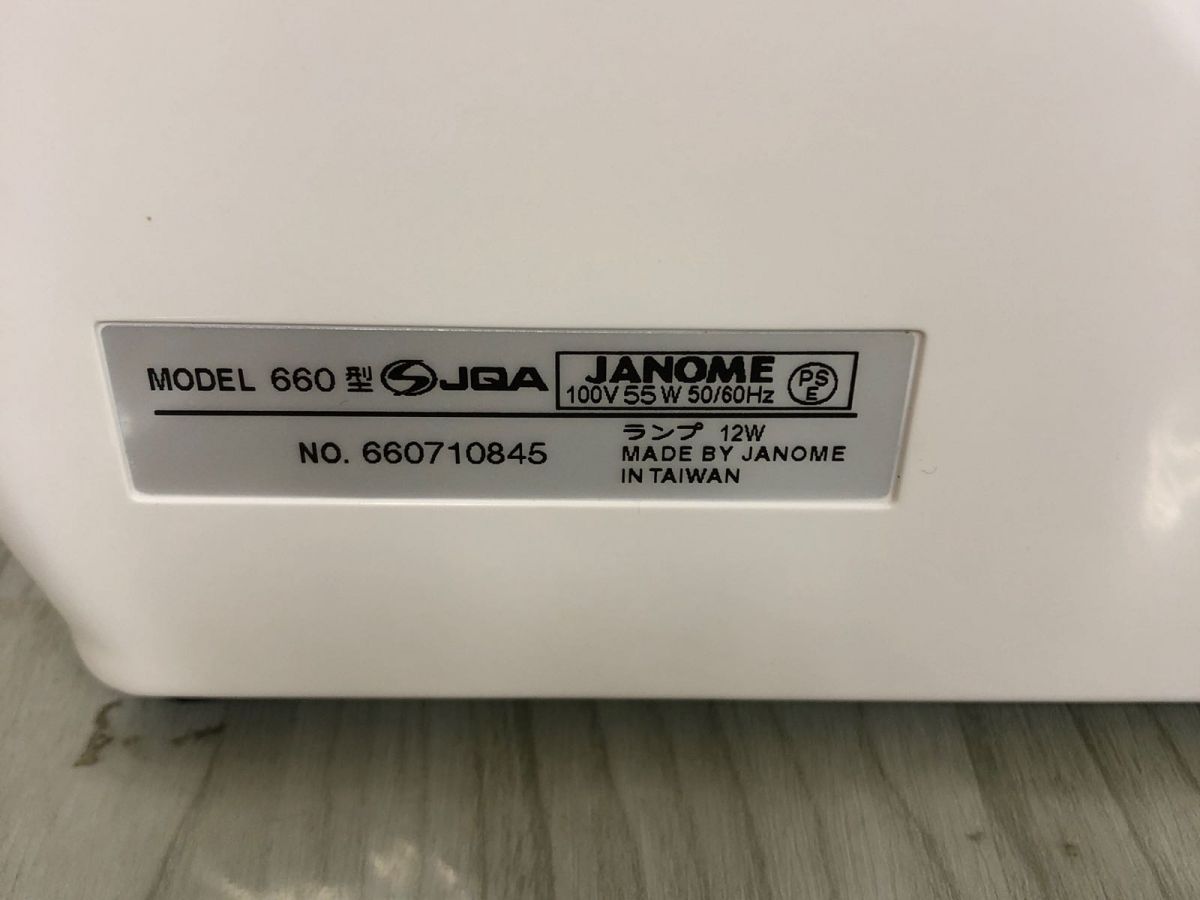 MODEL 660 型 JQA JANOME
100V 55W 50/60Hz PS E
NO. 660710845
ランプ 12W
MADE BY JANOME
IN TAIWAN